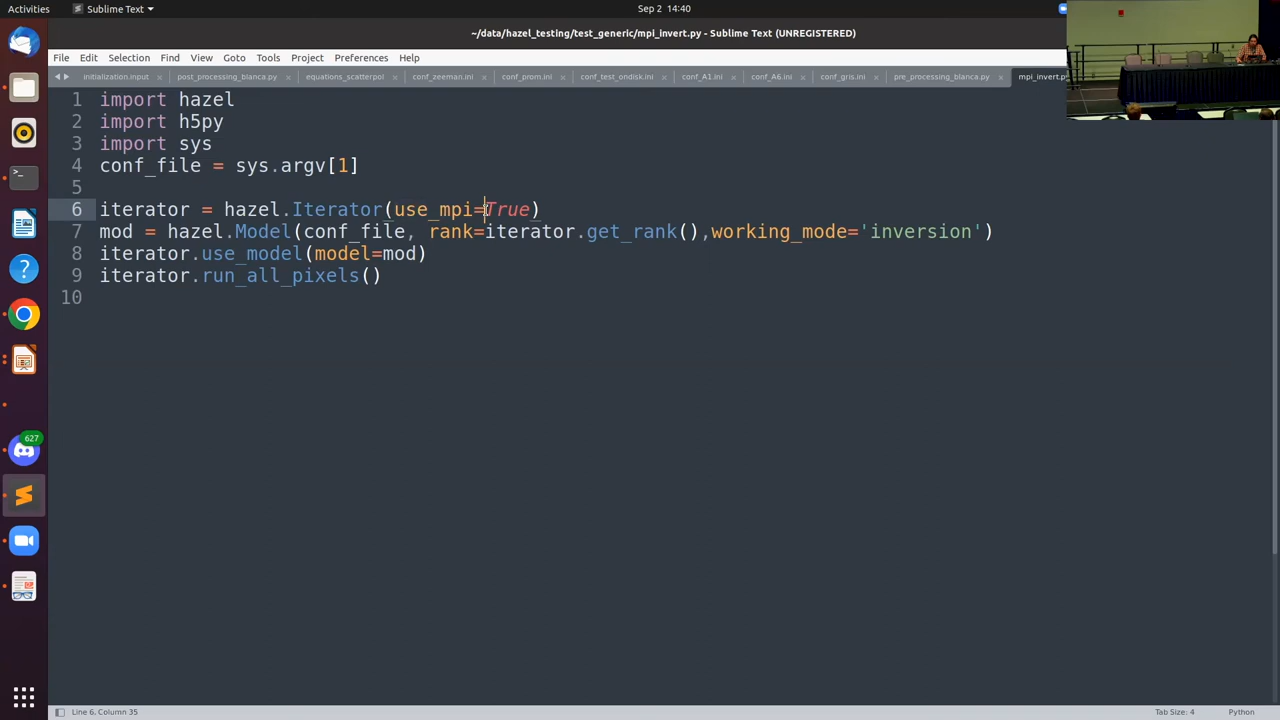 Activities
Sublime Text
Sep 2 14:40
~/data/hazel_testing/test_generic/mpi_invert.py - Sublime Text (UNREGISTERED)
File Edit Selection Find View Goto Tools Project Preferences Help
initialization.input × post_processing_blanca.py × equations_scatterpol × conf_zeeman.ini × conf_prom.ini × conf_test_ondisk.ini × conf_A1.ini × conf_A6.ini × conf_gris.ini × pre_processing_blanca.py × mpi_invert.p
1 import hazel
2 import h5py
3 import sys
4 conf_file = sys.argv[1]
5
6 iterator = hazel.Iterator(use_mpi=True)
7 mod = hazel.Model(conf_file, rank=iterator.get_rank(),working_mode='inversion')
8 iterator.use_model(model=mod)
9 iterator.run_all_pixels()
10
627
Line 6, Column 35
Tab Size: 4
Python